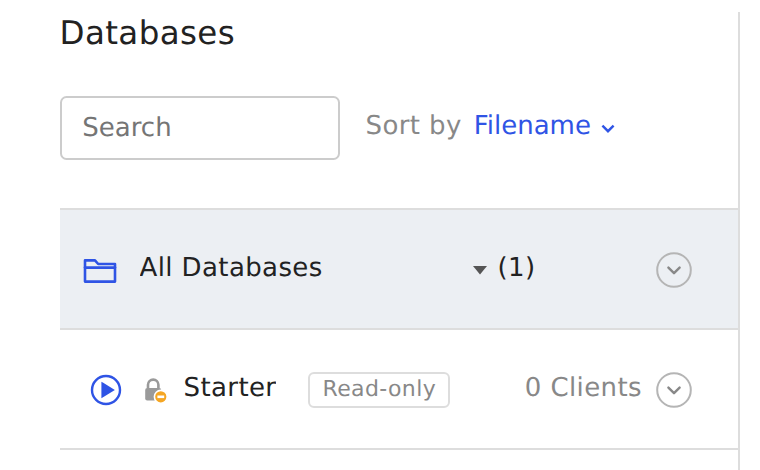 Databases
Search
Sort by Filename
All Databases (1)
Starter Read-only 0 Clients